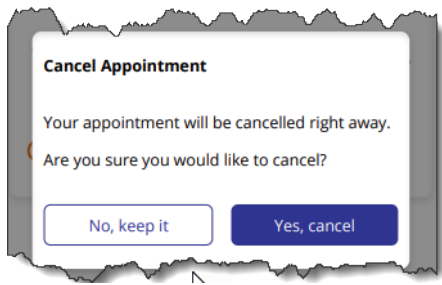 Cancel Appointment
Your appointment will be cancelled right away.
Are you sure you would like to cancel?
No, keep it
Yes, cancel